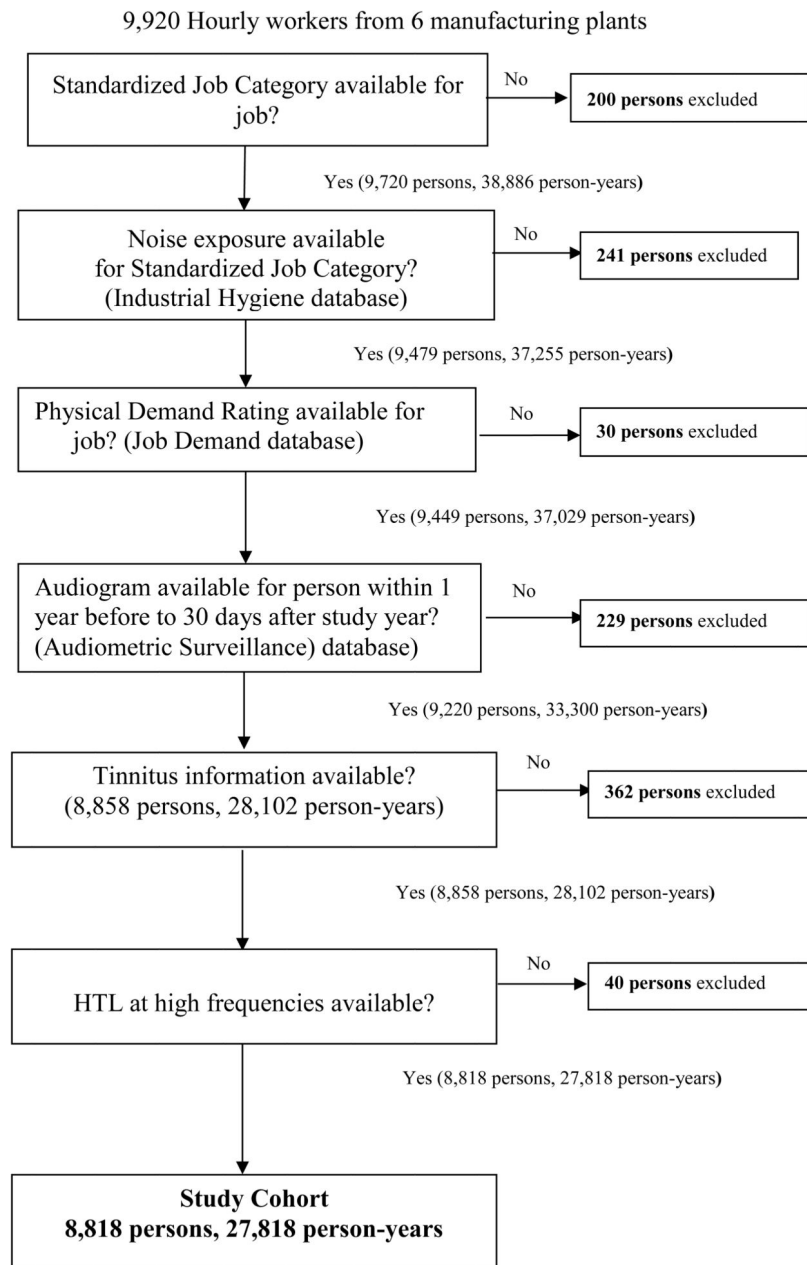 9,920 Hourly workers from 6 manufacturing plants
Standardized Job Category available for
job?
No
200 persons excluded
Yes (9,720 persons, 38,886 person-years)
Noise exposure available
for Standardized Job Category?
(Industrial Hygiene database)
No
241 persons excluded
Yes (9,479 persons, 37,255 person-years)
Physical Demand Rating available for
job? (Job Demand database)
No
30 persons excluded
Yes (9,449 persons, 37,029 person-years)
Audiogram available for person within 1
year before to 30 days after study year?
(Audiometric Surveillance) database)
No
229 persons excluded
Yes (9,220 persons, 33,300 person-years)
Tinnitus information available?
(8,858 persons, 28,102 person-years)
No
362 persons excluded
Yes (8,858 persons, 28,102 person-years)
HTL at high frequencies available?
No
40 persons excluded
Yes (8,818 persons, 27,818 person-years)
Study Cohort
8,818 persons, 27,818 person-years